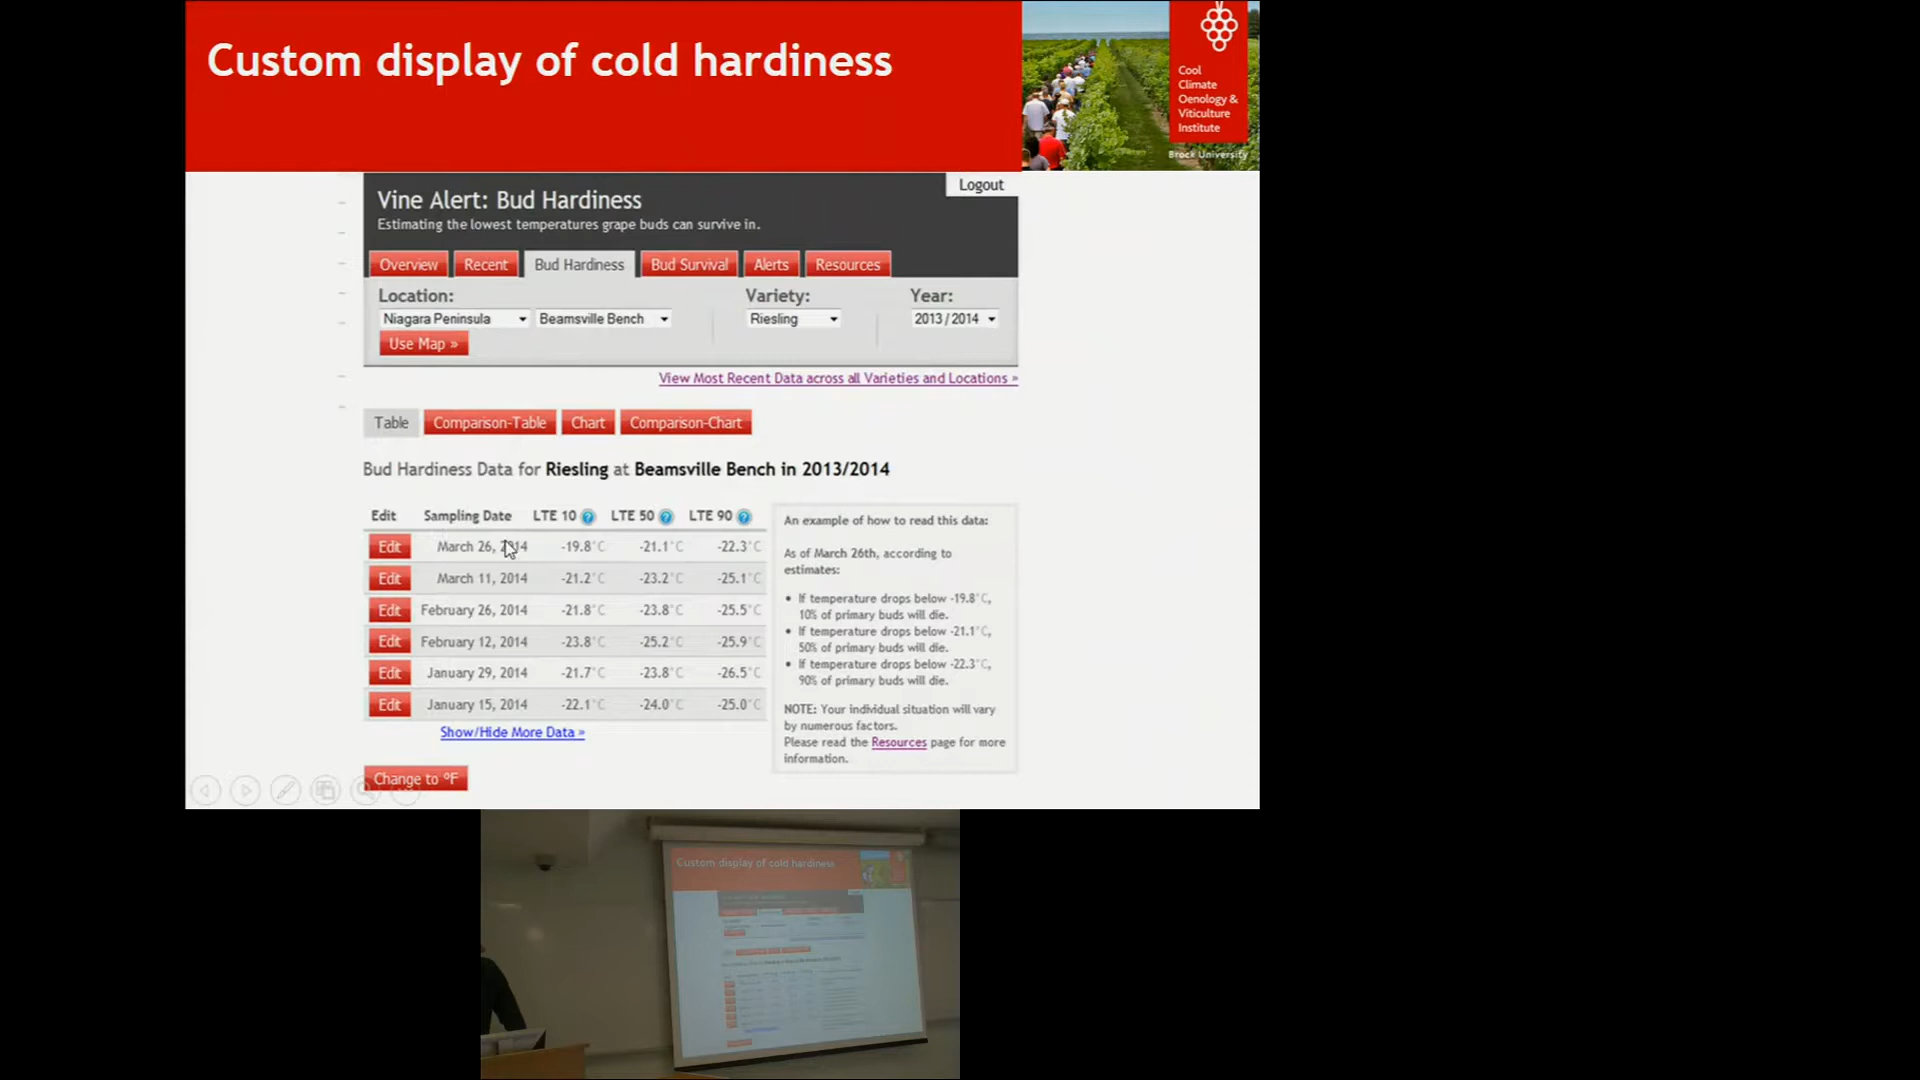 Custom display of cold hardiness
Cool
Climate
Oenology &
Viticulture
Institute
Brock University
Logout
Vine Alert: Bud Hardiness
Estimating the lowest temperatures grape buds can survive in.
Overview Recent Bud Hardiness Bud Survival Alerts Resources
Location: Variety: Year:
Niagara Peninsula Beamsville Bench Riesling 2013 / 2014
Use Map »
View Most Recent Data across all Varieties and Locations »
Table Comparison-Table Chart Comparison-Chart
Bud Hardiness Data for Riesling at Beamsville Bench in 2013/2014
Edit Sampling Date LTE 10 ? LTE 50 ? LTE 90 ?
Edit March 26, 2014 -19.8°C -21.1°C -22.3°C
Edit March 11, 2014 -21.2°C -23.2°C -25.1°C
Edit February 26, 2014 -21.8°C -23.8°C -25.5°C
Edit February 12, 2014 -23.8°C -25.2°C -25.9°C
Edit January 29, 2014 -21.7°C -23.8°C -26.5°C
Edit January 15, 2014 -22.1°C -24.0°C -25.0°C
Show/Hide More Data »
Change to °F
An example of how to read this data:
As of March 26th, according to
estimates:
• If temperature drops below -19.8°C,
10% of primary buds will die.
• If temperature drops below -21.1°C,
50% of primary buds will die.
• If temperature drops below -22.3°C,
90% of primary buds will die.
NOTE: Your individual situation will vary
by numerous factors.
Please read the Resources page for more
information.
Custom display of cold hardiness